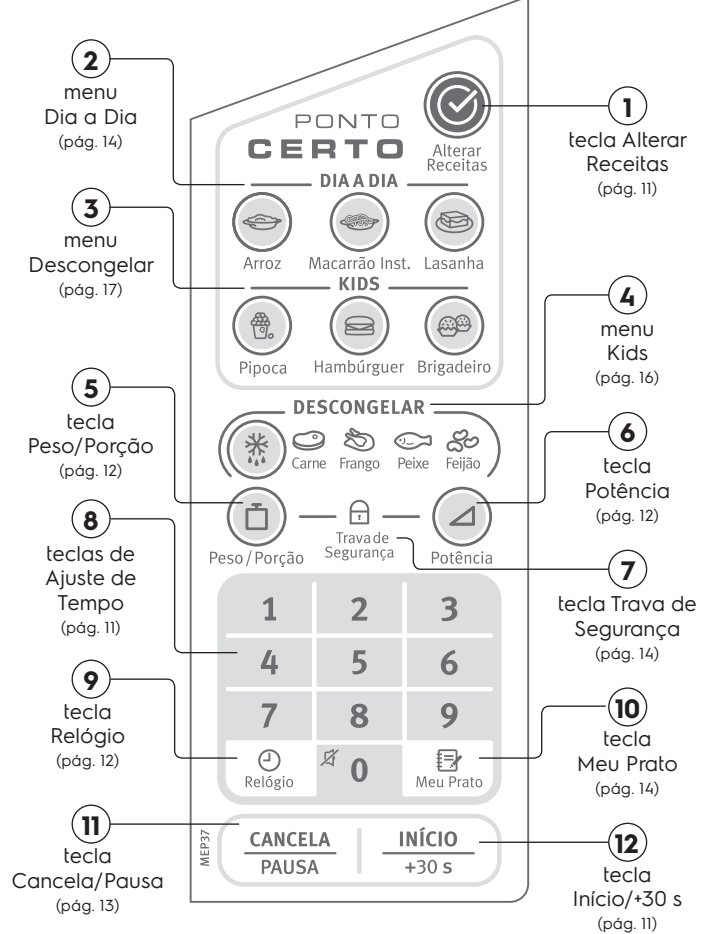 2
menu
Dia a Dia
(pág. 14)
3
menu
Descongelar
(pág. 17)
5
tecla
Peso/Porção
(pág. 12)
8
teclas de
Ajuste de
Tempo
(pág. 11)
9
tecla
Relógio
(pág. 12)
11
tecla
Cancela/Pausa
(pág. 13)
PONTO
CERTO
Alterar
Receitas
DIA A DIA
Arroz Macarrão Inst. Lasanha
KIDS
Pipoca Hambúrguer Brigadeiro
DESCONGELAR
Carne Frango Peixe Feijão
Peso/Porção
Trava de
Segurança
Potência
1 2 3
4 5 6
7 8 9
Relógio 0 Meu Prato
MEP37
CANCELA
PAUSA
INÍCIO
+30 s
1
tecla Alterar
Receitas
(pág. 11)
4
menu
Kids
(pág. 16)
6
tecla
Potência
(pág. 12)
7
tecla Trava de
Segurança
(pág. 14)
10
tecla
Meu Prato
(pág. 14)
12
tecla
Início/+30 s
(pág. 11)